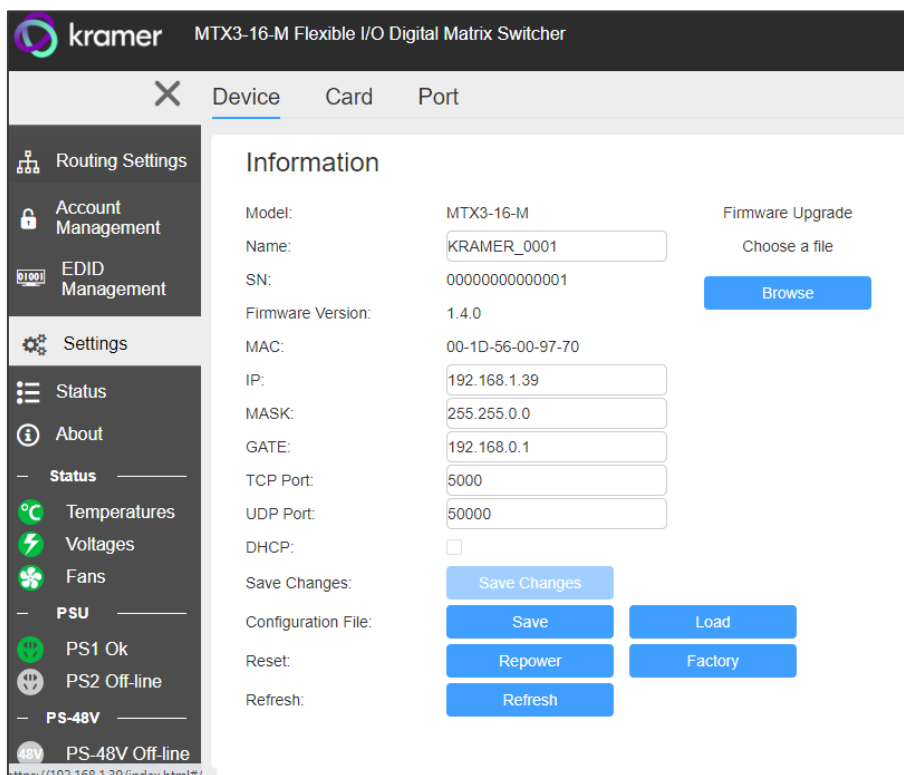 kramer MTX3-16-M Flexible I/O Digital Matrix Switcher
Device Card Port
Routing Settings
Account
Management
01001
EDID
Management
Settings
Status
About
Status
°C Temperatures
Voltages
Fans
PSU
PS1 Ok
PS2 Off-line
PS-48V
48V PS-48V Off-line
Information
Model: MTX3-16-M Firmware Upgrade
Name: KRAMER_0001 Choose a file
SN: 00000000000001
Browse
Firmware Version: 1.4.0
MAC: 00-1D-56-00-97-70
IP: 192.168.1.39
MASK: 255.255.0.0
GATE: 192.168.0.1
TCP Port: 5000
UDP Port: 50000
DHCP:
Save Changes: Save Changes
Configuration File: Save Load
Reset: Repower Factory
Refresh: Refresh